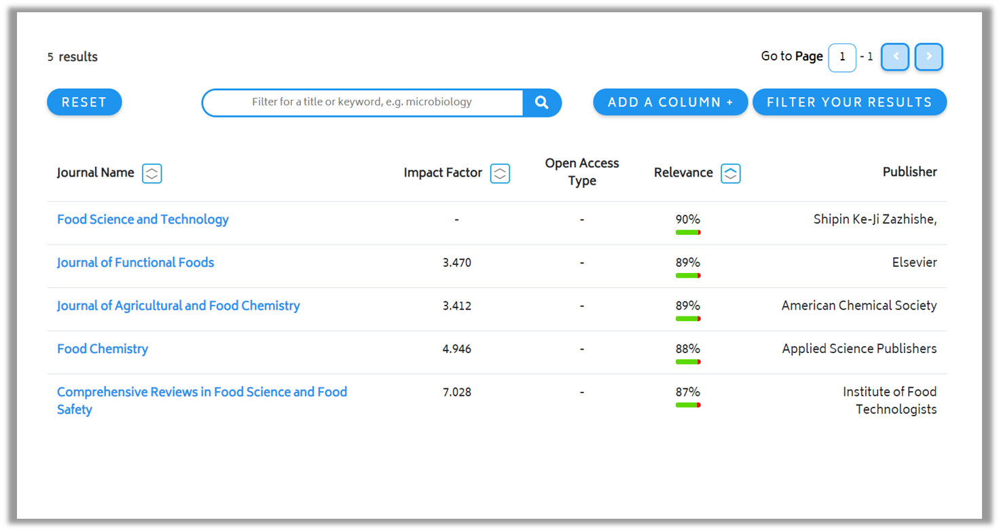 5 results
Go to Page 1 - 1
RESET
Filter for a title or keyword, e.g. microbiology
ADD A COLUMN +
FILTER YOUR RESULTS
Journal Name
Impact Factor
Open Access
Type
Relevance
Publisher
Food Science and Technology - - 90% Shipin Ke-Ji Zazhishe,
Journal of Functional Foods 3.470 - 89% Elsevier
Journal of Agricultural and Food Chemistry 3.412 - 89% American Chemical Society
Food Chemistry 4.946 - 88% Applied Science Publishers
Comprehensive Reviews in Food Science and Food 7.028 - 87% Institute of Food
Safety Technologists